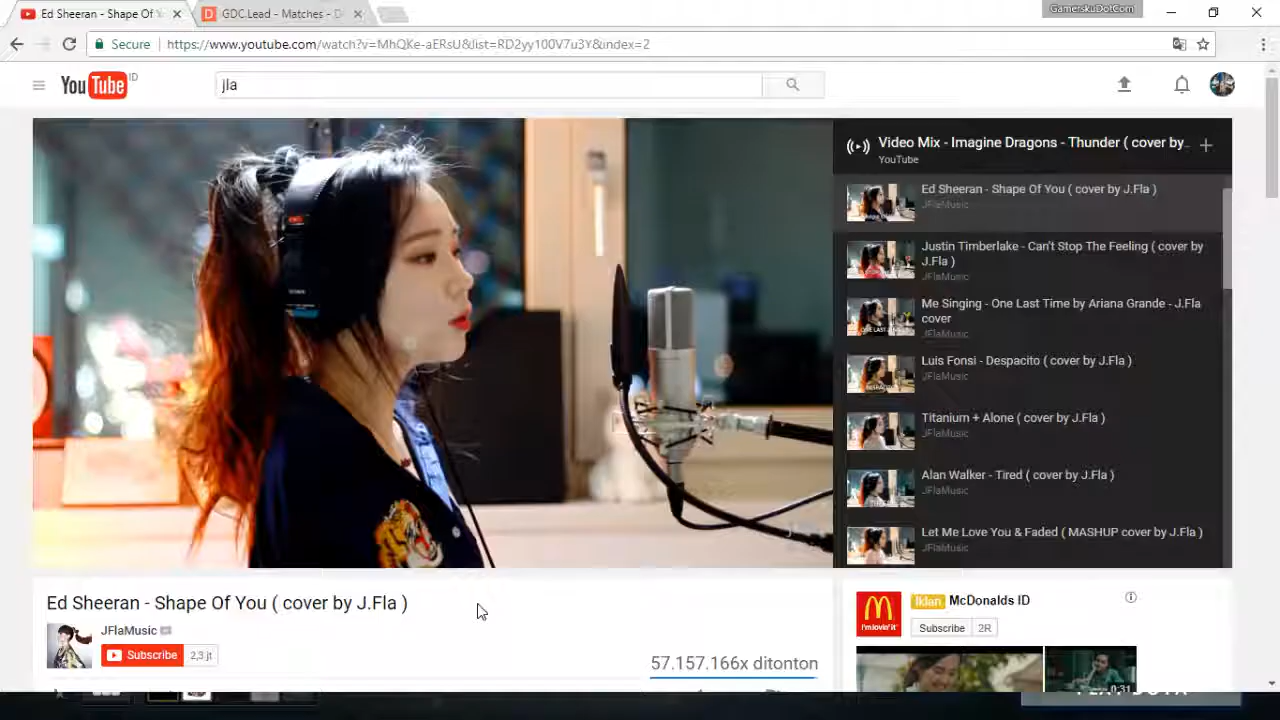 Ed Sheeran - Shape Of Y
GDC.Lead - Matches - D
GamerskuDotCom
Secure
https://www.youtube.com/watch?v=MhQKe-aERsU&list=RD2yy100V7u3Y&index=2
YouTube ID
jla
Video Mix - Imagine Dragons - Thunder ( cover by...
YouTube
Ed Sheeran - Shape Of You ( cover by J.Fla )
JFlaMusic
Justin Timberlake - Can't Stop The Feeling ( cover by
J.Fla )
JFlaMusic
Me Singing - One Last Time by Ariana Grande - J.Fla
cover
JFlaMusic
Luis Fonsi - Despacito ( cover by J.Fla )
JFlaMusic
Titanium + Alone ( cover by J.Fla )
JFlaMusic
Alan Walker - Tired ( cover by J.Fla )
JFlaMusic
Let Me Love You & Faded ( MASHUP cover by J.Fla )
JFlaMusic
Ed Sheeran - Shape Of You ( cover by J.Fla )
JFlaMusic
Subscribe 2,3 jt
57.157.166x ditonton
i'm lovin' it
Iklan McDonalds ID
Subscribe 2R
0:31